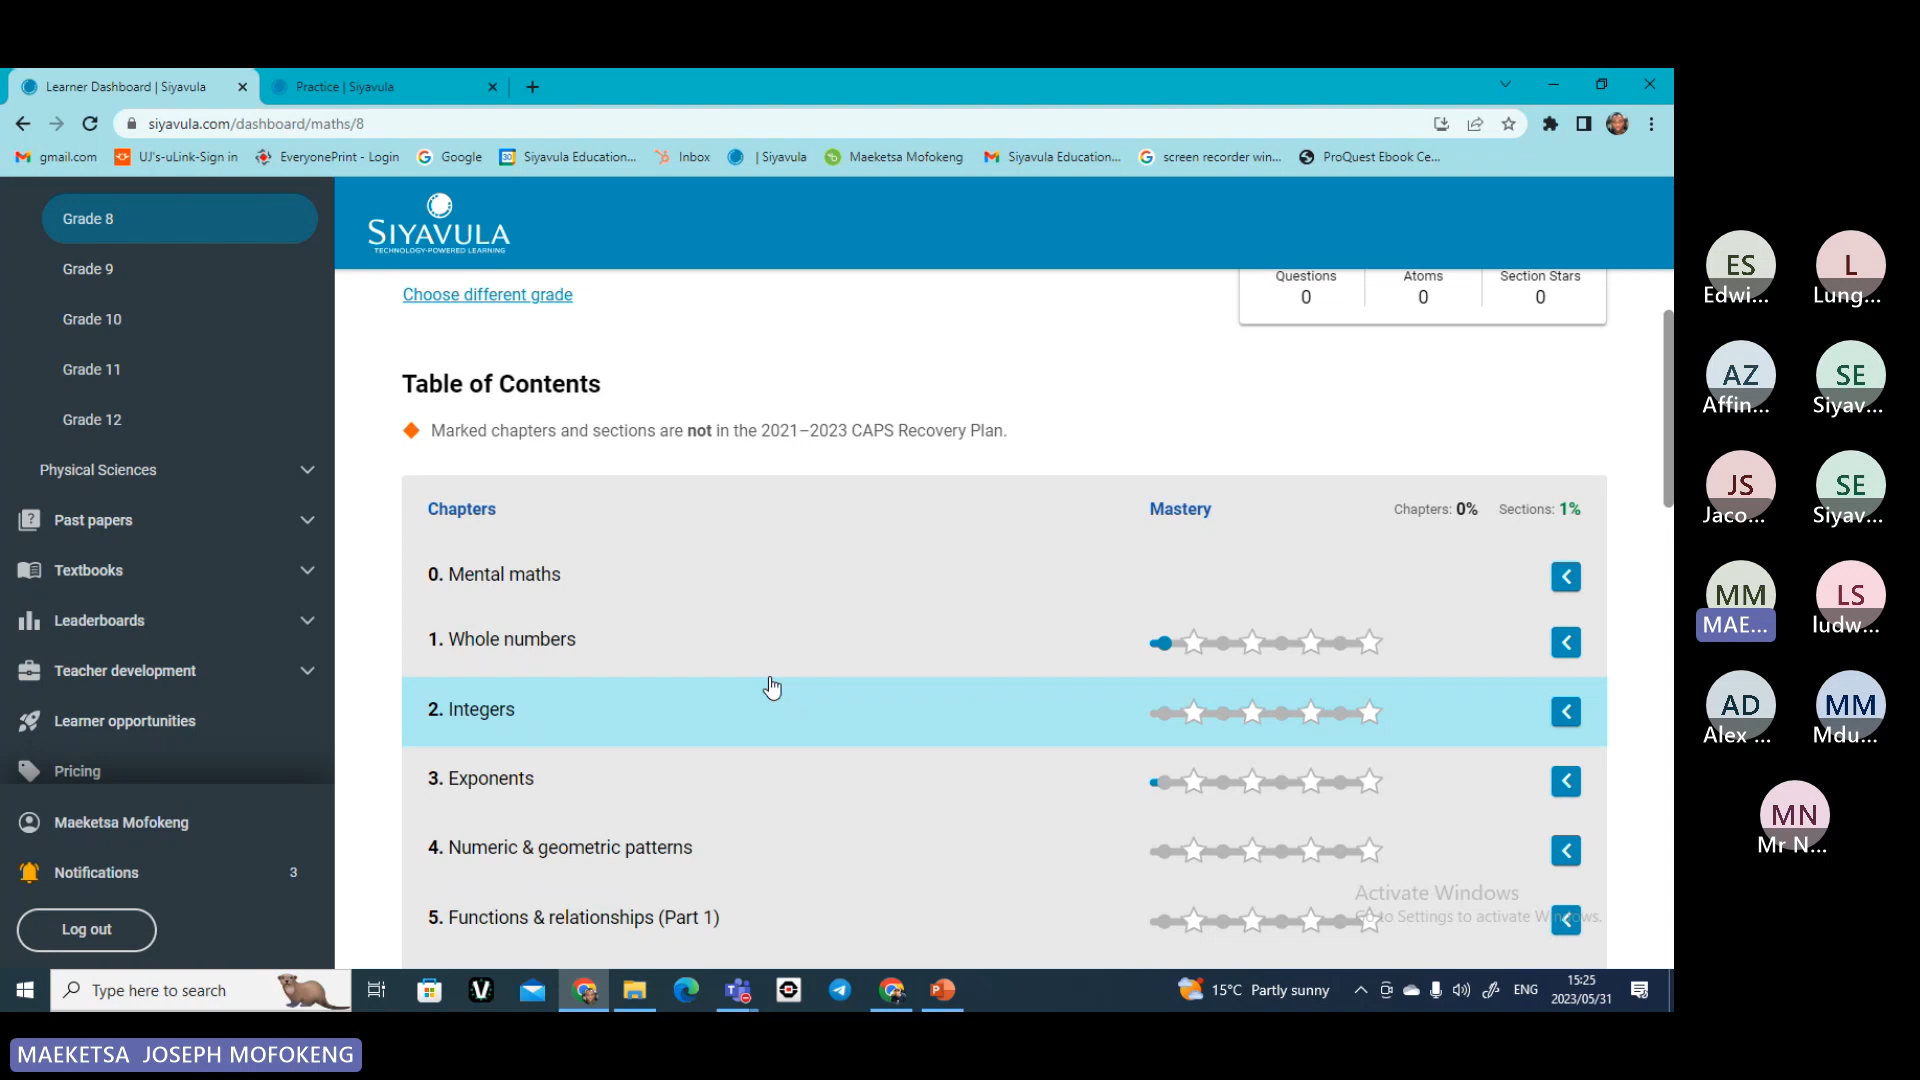 Learner Dashboard | Siyavula
Practice | Siyavula
siyavula.com/dashboard/maths/8
gmail.com
UJ's-uLink-Sign in
EveryonePrint - Login
Google
Siyavula Education...
Inbox
| Siyavula
Maeketsa Mofokeng
Siyavula Education...
screen recorder win...
ProQuest Ebook Ce...
Grade 8
Grade 9
Grade 10
Grade 11
Grade 12
Physical Sciences
Past papers
Textbooks
Leaderboards
Teacher development
Learner opportunities
Pricing
Maeketsa Mofokeng
Notifications 3
Log out
SIYAVULA
TECHNOLOGY-POWERED LEARNING
Choose different grade
Questions Atoms Section Stars
0 0 0
Table of Contents
Marked chapters and sections are not in the 2021–2023 CAPS Recovery Plan.
Chapters Mastery Chapters: 0% Sections: 1%
0. Mental maths
1. Whole numbers
2. Integers
3. Exponents
4. Numeric & geometric patterns
5. Functions & relationships (Part 1)
Activate Windows
Go to Settings to activate Windows.
Type here to search
15°C Partly sunny
ENG
15:25
2023/05/31
ES
Edwi...
L
Lung...
AZ
Affin...
SE
Siyav...
JS
Jaco...
SE
Siyav...
MM
MAE...
LS
ludw...
AD
Alex ...
MM
Mdu...
MN
Mr N...
MAEKETSA JOSEPH MOFOKENG